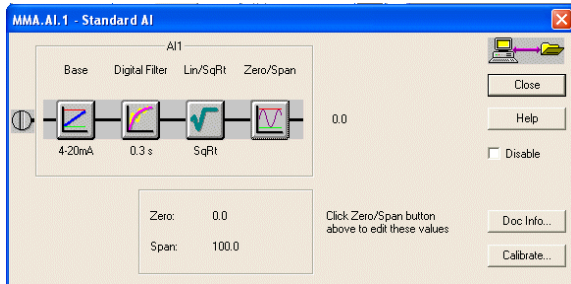 MMA.AI.1 - Standard AI
AI1
Base Digital Filter Lin/SqRt Zero/Span
Close
0.0
Help
4-20mA 0.3 s SqRt
Disable
Zero: 0.0
Click Zero/Span button
above to edit these values
Doc Info...
Span: 100.0
Calibrate...